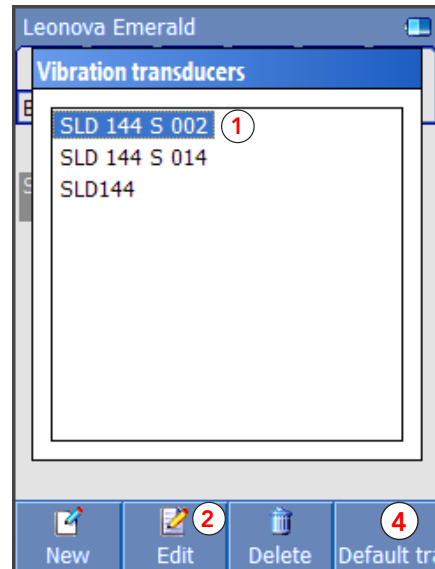 Leonova Emerald
Vibration transducers
SLD 144 S 002 1
SLD 144 S 014
SLD144
2 4
New Edit Delete Default tra